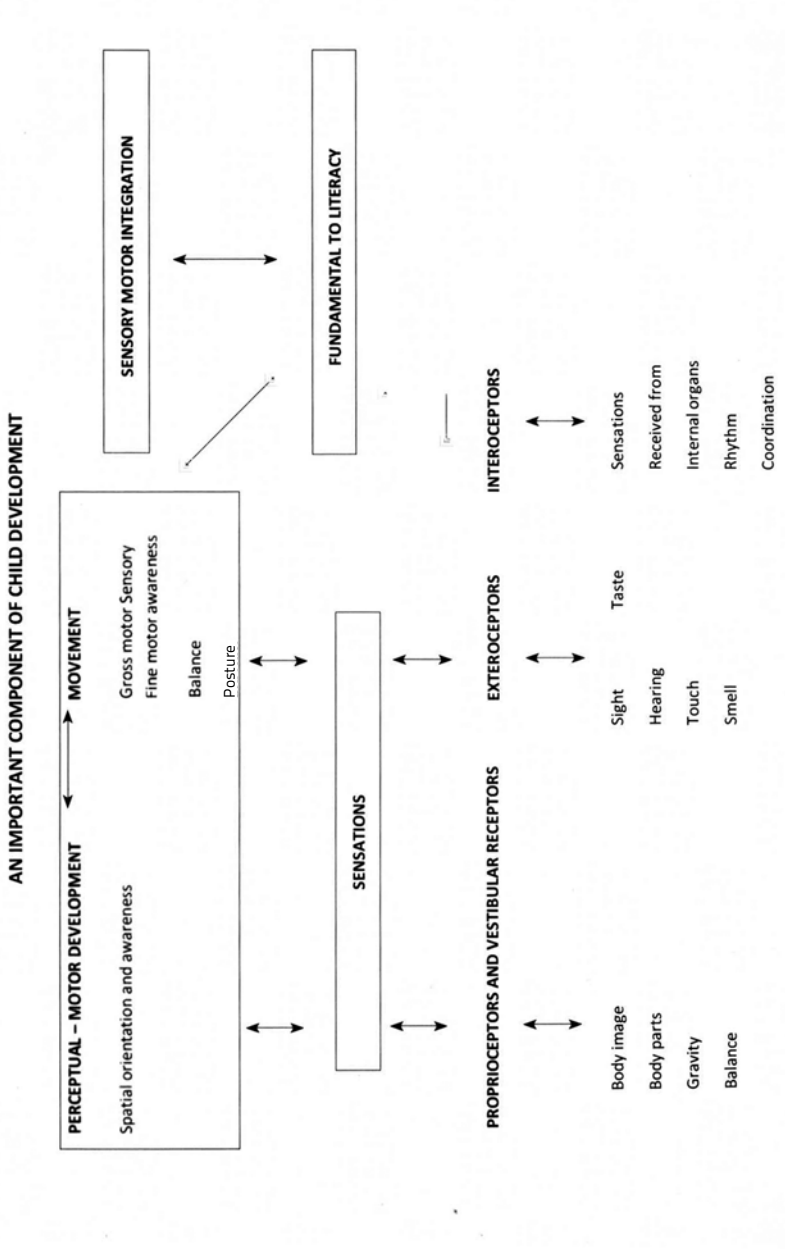 AN IMPORTANT COMPONENT OF CHILD DEVELOPMENT
PERCEPTUAL – MOTOR DEVELOPMENT
MOVEMENT
Spatial orientation and awareness
Gross motor Sensory
Fine motor awareness
Balance
Posture
SENSORY MOTOR INTEGRATION
FUNDAMENTAL TO LITERACY
SENSATIONS
PROPRIOCEPTORS AND VESTIBULAR RECEPTORS
EXTEROCEPTORS
INTEROCEPTORS
Body image
Body parts
Gravity
Balance
Sight
Taste
Hearing
Touch
Smell
Sensations
Received from
Internal organs
Rhythm
Coordination